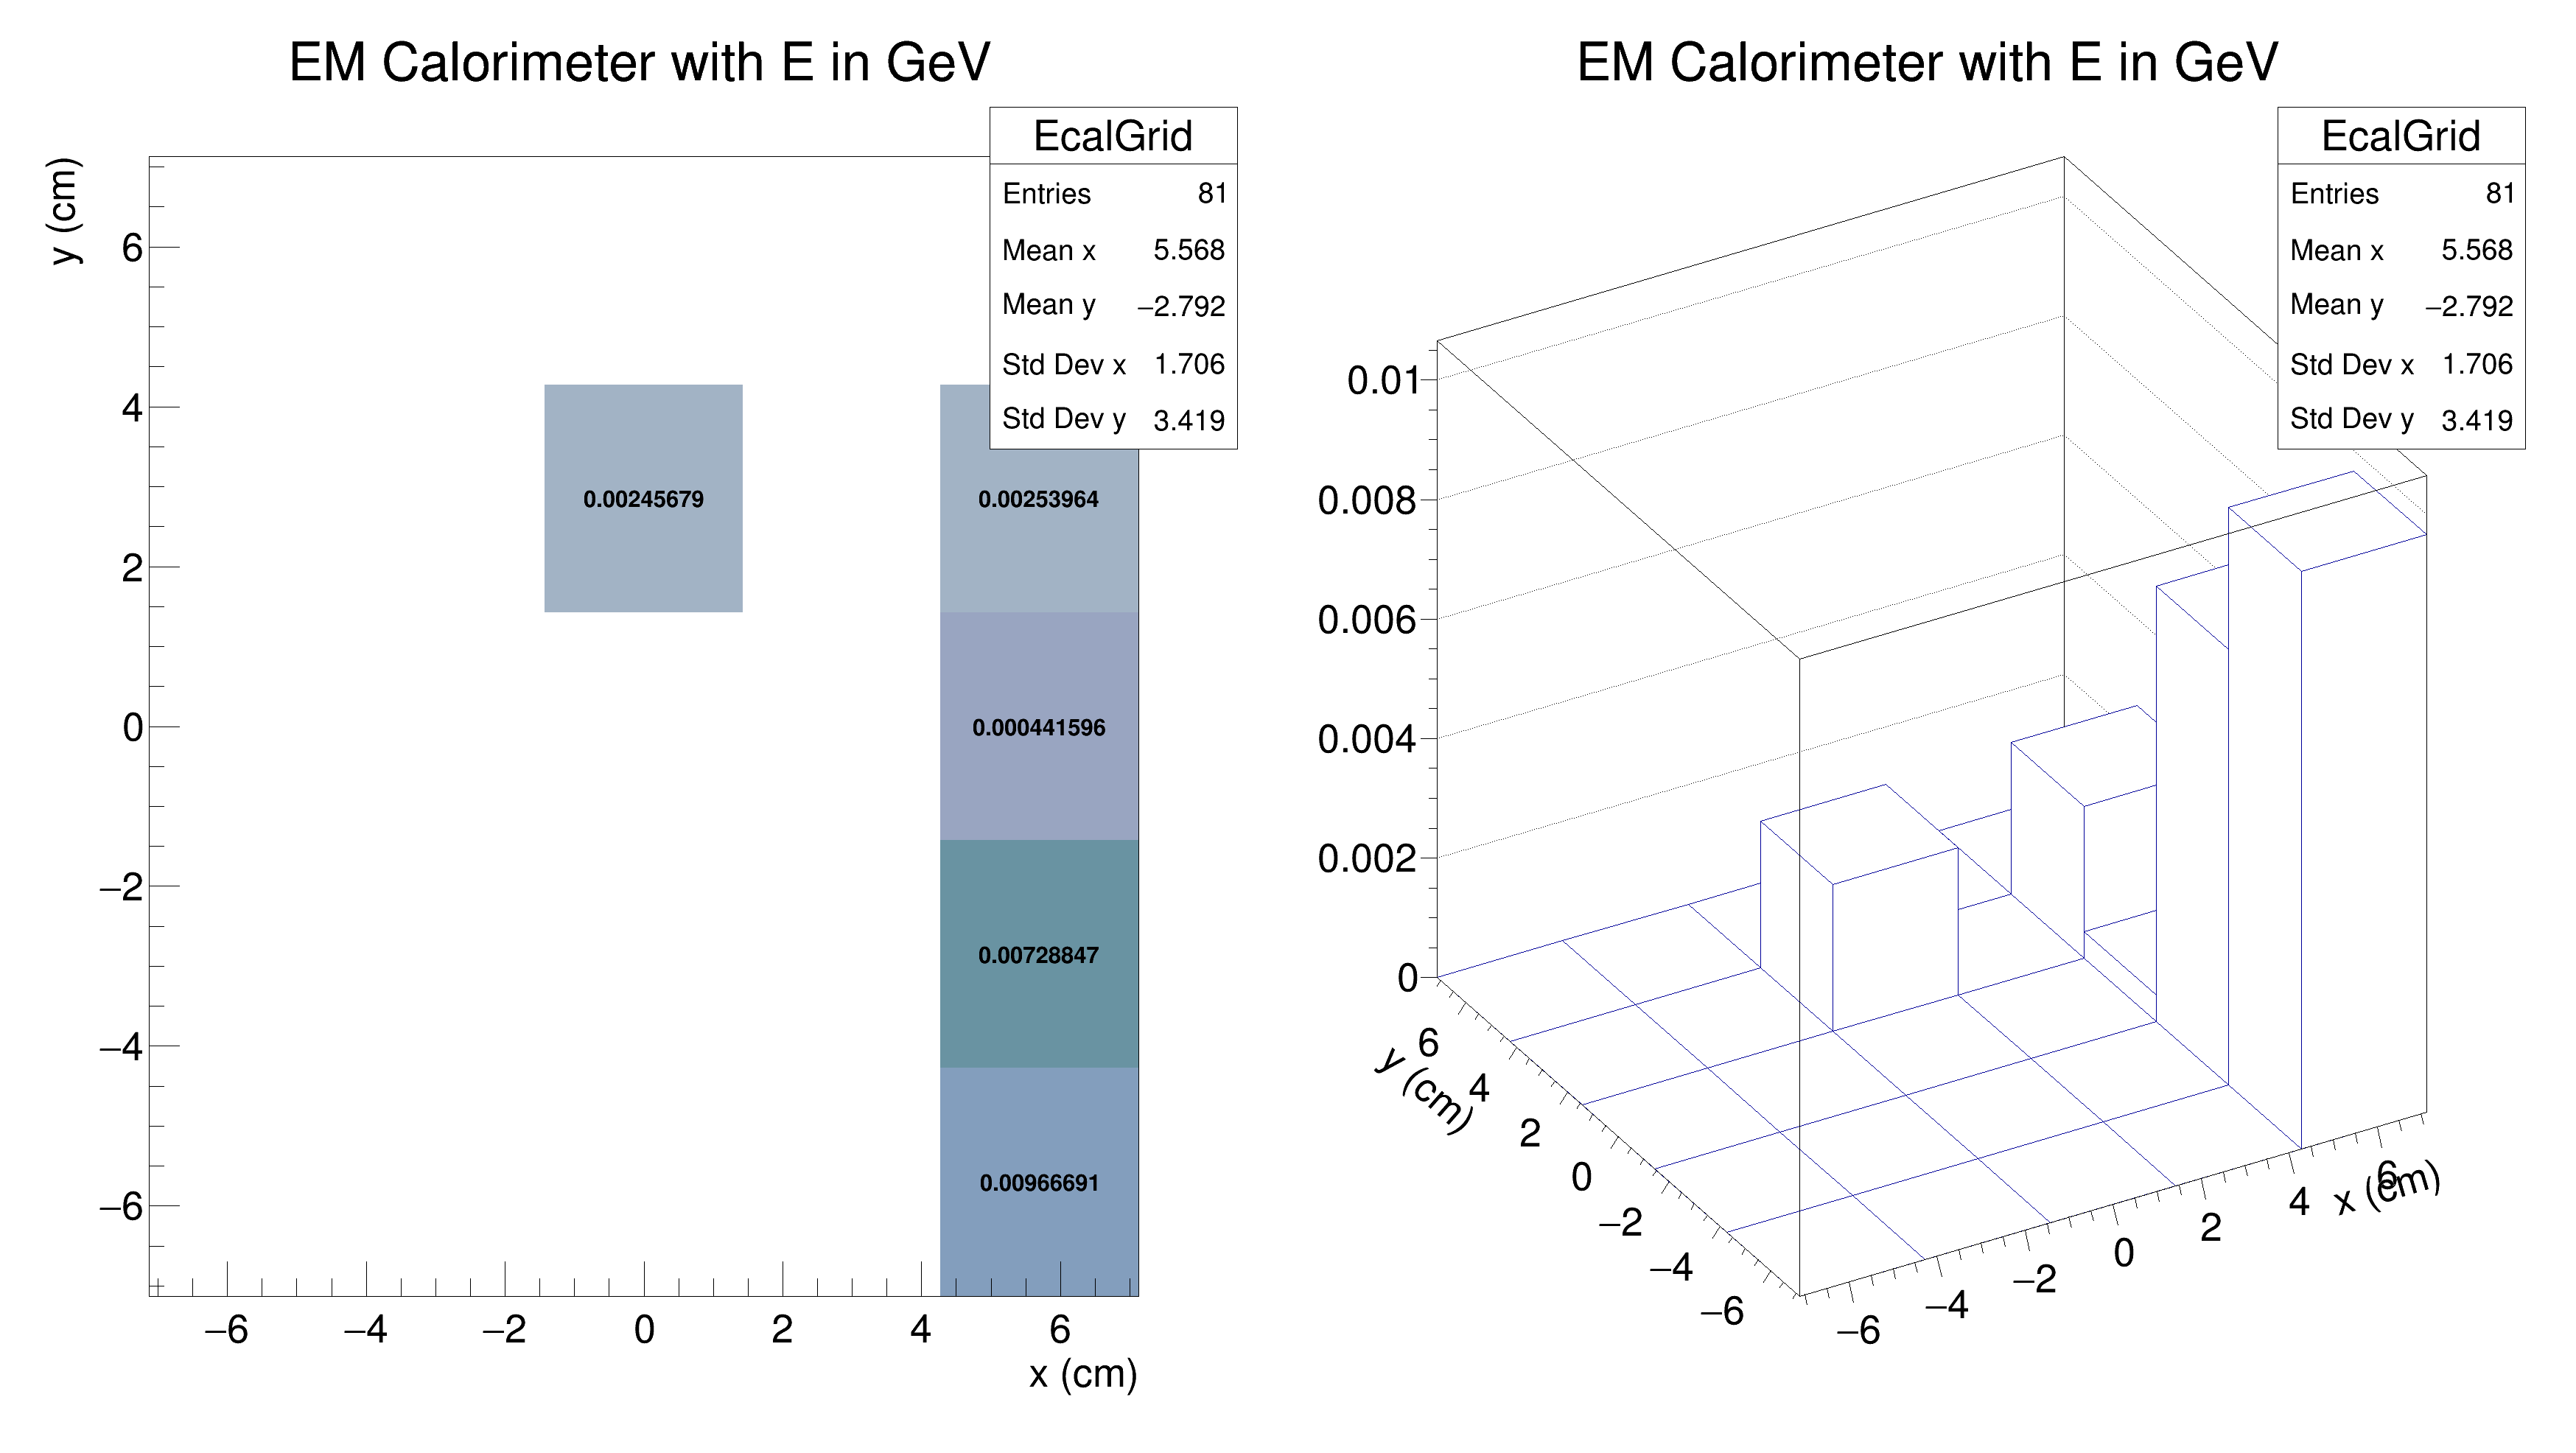 EM Calorimeter with E in GeV
EcalGrid
Entries 81
Mean x 5.568
Mean y −2.792
Std Dev x 1.706
Std Dev y 3.419
y (cm)
6
4
2
0
−2
−4
−6
0.00245679
0.00253964
0.000441596
0.00728847
0.00966691
−6 −4 −2 0 2 4 6
x (cm)
EM Calorimeter with E in GeV
EcalGrid
Entries 81
Mean x 5.568
Mean y −2.792
Std Dev x 1.706
Std Dev y 3.419
0.01
0.008
0.006
0.004
0.002
0
y (cm)
6
4
2
0
−2
−4
−6
−6 −4 −2 0 2 4 6
x (cm)